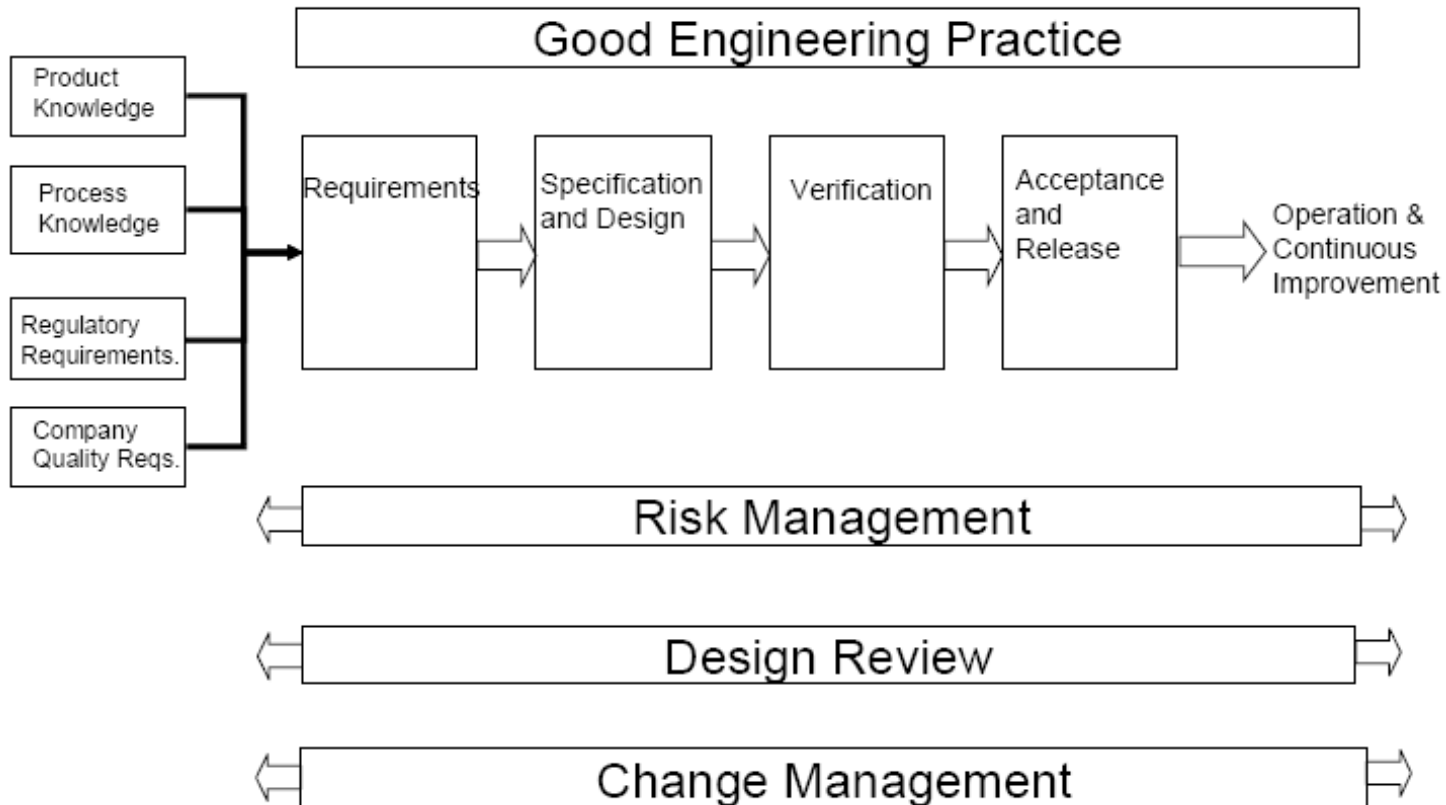 Good Engineering Practice
Product
Knowledge
Process
Knowledge
Regulatory
Requirements.
Company
Quality Reqs.
Requirements
Specification
and Design
Verification
Acceptance
and
Release
Operation &
Continuous
Improvement
Risk Management
Design Review
Change Management